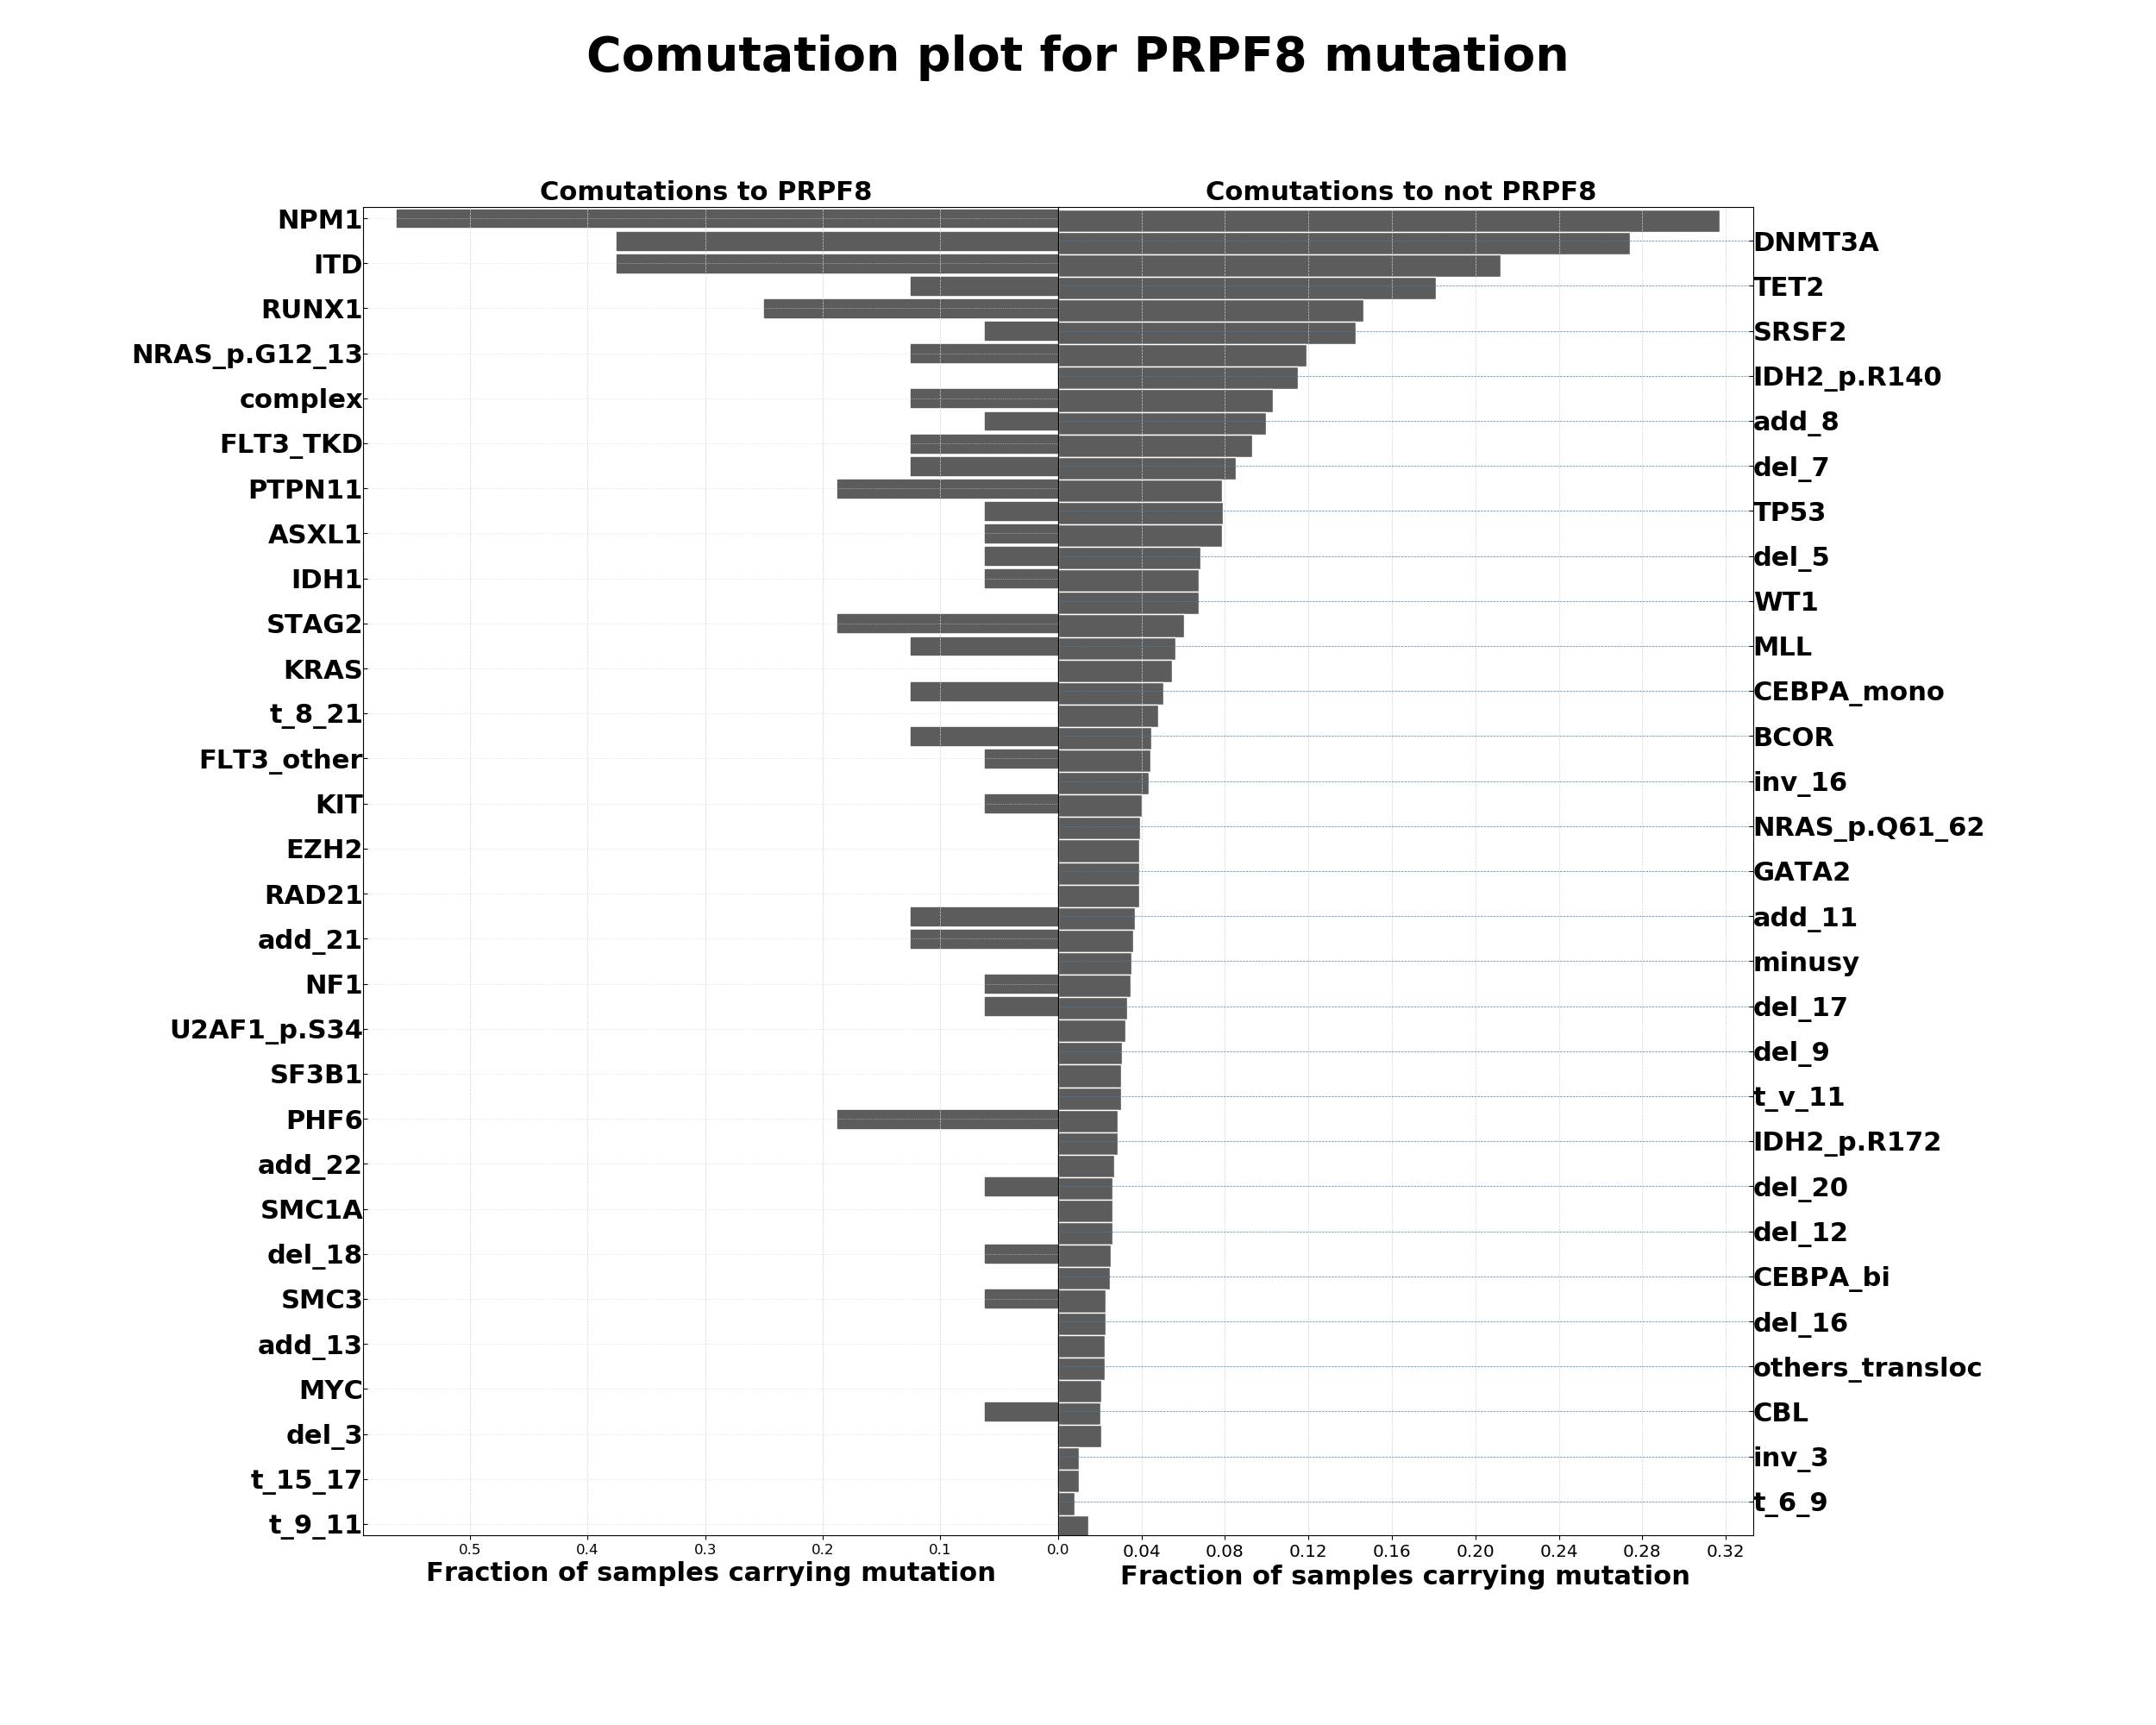 Comutation plot for PRPF8 mutation
Comutations to PRPF8
Comutations to not PRPF8
NPM1
DNMT3A
ITD
TET2
RUNX1
SRSF2
NRAS_p.G12_13
IDH2_p.R140
complex
add_8
FLT3_TKD
del_7
PTPN11
TP53
ASXL1
del_5
IDH1
WT1
STAG2
MLL
KRAS
CEBPA_mono
t_8_21
BCOR
FLT3_other
inv_16
KIT
NRAS_p.Q61_62
EZH2
GATA2
RAD21
add_11
add_21
minusy
NF1
del_17
U2AF1_p.S34
del_9
SF3B1
t_v_11
PHF6
IDH2_p.R172
add_22
del_20
SMC1A
del_12
del_18
CEBPA_bi
SMC3
del_16
add_13
others_transloc
MYC
CBL
del_3
inv_3
t_15_17
t_6_9
t_9_11
0.5 0.4 0.3 0.2 0.1 0.0 0.04 0.08 0.12 0.16 0.20 0.24 0.28 0.32
Fraction of samples carrying mutation
Fraction of samples carrying mutation